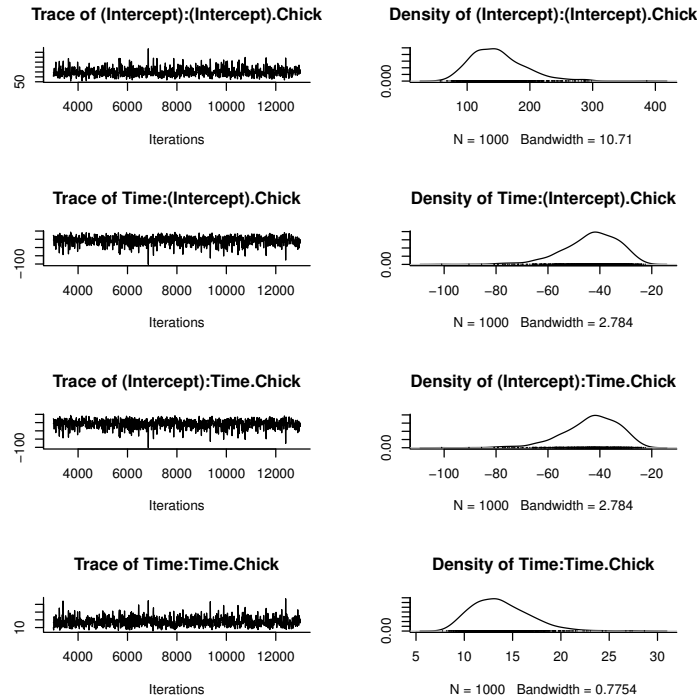 Trace of (Intercept):(Intercept).Chick
50
4000 6000 8000 10000 12000
Iterations
Density of (Intercept):(Intercept).Chick
0.000
100 200 300 400
N = 1000 Bandwidth = 10.71
Trace of Time:(Intercept).Chick
−100
4000 6000 8000 10000 12000
Iterations
Density of Time:(Intercept).Chick
0.00
−100 −80 −60 −40 −20
N = 1000 Bandwidth = 2.784
Trace of (Intercept):Time.Chick
−100
4000 6000 8000 10000 12000
Iterations
Density of (Intercept):Time.Chick
0.00
−100 −80 −60 −40 −20
N = 1000 Bandwidth = 2.784
Trace of Time:Time.Chick
10
4000 6000 8000 10000 12000
Iterations
Density of Time:Time.Chick
0.00
5 10 15 20 25 30
N = 1000 Bandwidth = 0.7754